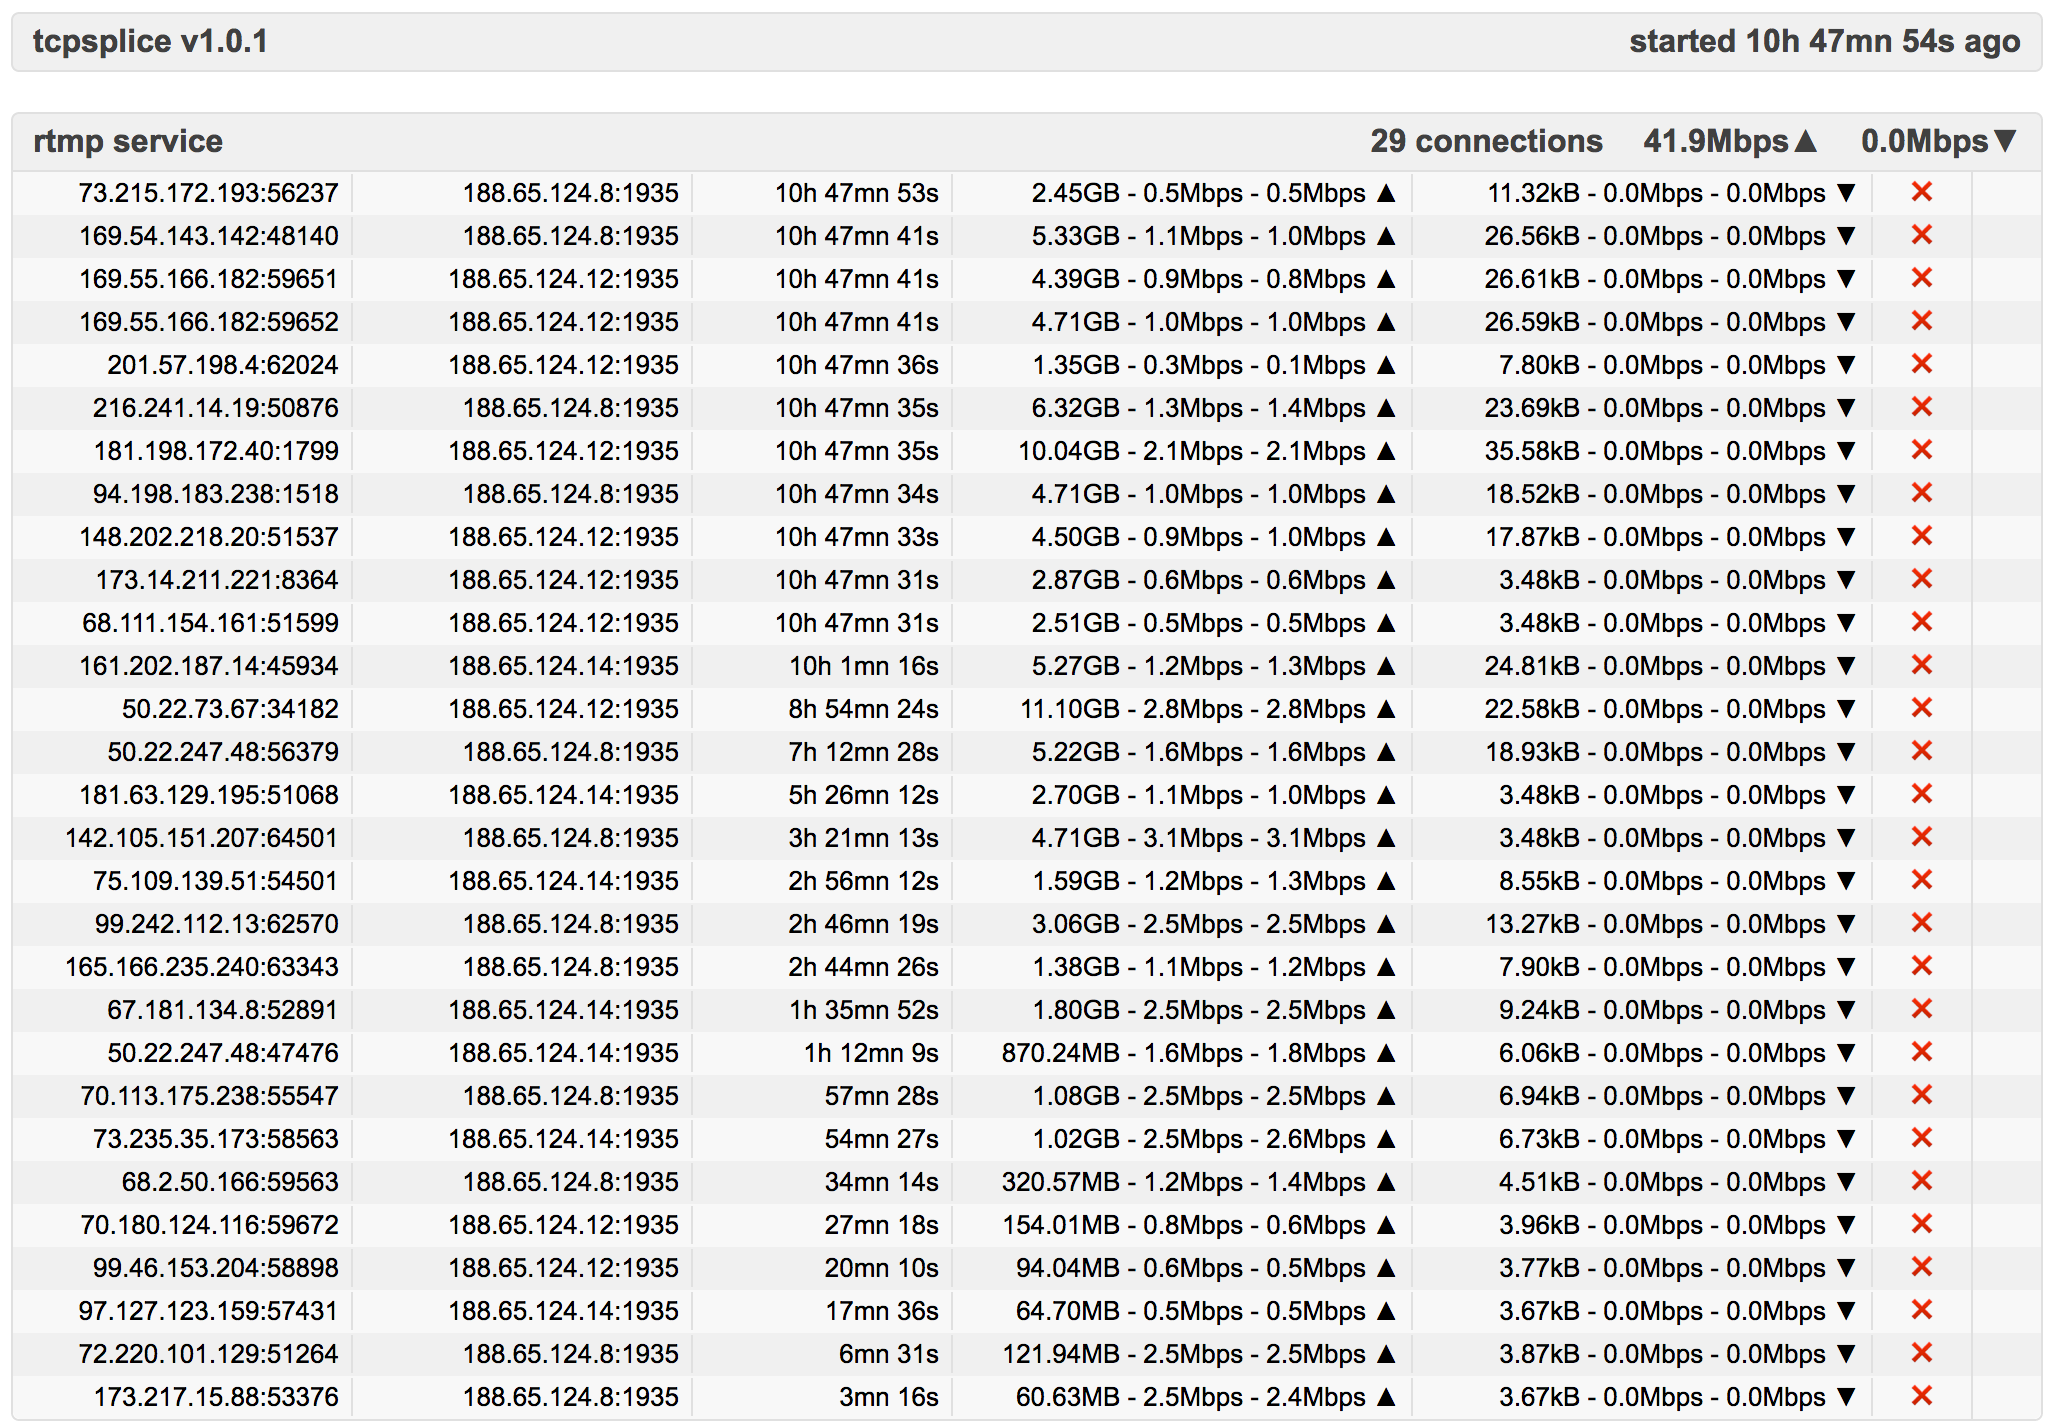 tcpsplice v1.0.1 started 10h 47mn 54s ago
rtmp service 29 connections 41.9Mbps▲ 0.0Mbps▼
73.215.172.193:56237 188.65.124.8:1935 10h 47mn 53s 2.45GB - 0.5Mbps - 0.5Mbps ▲ 11.32kB - 0.0Mbps - 0.0Mbps ▼
169.54.143.142:48140 188.65.124.8:1935 10h 47mn 41s 5.33GB - 1.1Mbps - 1.0Mbps ▲ 26.56kB - 0.0Mbps - 0.0Mbps ▼
169.55.166.182:59651 188.65.124.12:1935 10h 47mn 41s 4.39GB - 0.9Mbps - 0.8Mbps ▲ 26.61kB - 0.0Mbps - 0.0Mbps ▼
169.55.166.182:59652 188.65.124.12:1935 10h 47mn 41s 4.71GB - 1.0Mbps - 1.0Mbps ▲ 26.59kB - 0.0Mbps - 0.0Mbps ▼
201.57.198.4:62024 188.65.124.12:1935 10h 47mn 36s 1.35GB - 0.3Mbps - 0.1Mbps ▲ 7.80kB - 0.0Mbps - 0.0Mbps ▼
216.241.14.19:50876 188.65.124.8:1935 10h 47mn 35s 6.32GB - 1.3Mbps - 1.4Mbps ▲ 23.69kB - 0.0Mbps - 0.0Mbps ▼
181.198.172.40:1799 188.65.124.12:1935 10h 47mn 35s 10.04GB - 2.1Mbps - 2.1Mbps ▲ 35.58kB - 0.0Mbps - 0.0Mbps ▼
94.198.183.238:1518 188.65.124.8:1935 10h 47mn 34s 4.71GB - 1.0Mbps - 1.0Mbps ▲ 18.52kB - 0.0Mbps - 0.0Mbps ▼
148.202.218.20:51537 188.65.124.12:1935 10h 47mn 33s 4.50GB - 0.9Mbps - 1.0Mbps ▲ 17.87kB - 0.0Mbps - 0.0Mbps ▼
173.14.211.221:8364 188.65.124.12:1935 10h 47mn 31s 2.87GB - 0.6Mbps - 0.6Mbps ▲ 3.48kB - 0.0Mbps - 0.0Mbps ▼
68.111.154.161:51599 188.65.124.12:1935 10h 47mn 31s 2.51GB - 0.5Mbps - 0.5Mbps ▲ 3.48kB - 0.0Mbps - 0.0Mbps ▼
161.202.187.14:45934 188.65.124.14:1935 10h 1mn 16s 5.27GB - 1.2Mbps - 1.3Mbps ▲ 24.81kB - 0.0Mbps - 0.0Mbps ▼
50.22.73.67:34182 188.65.124.12:1935 8h 54mn 24s 11.10GB - 2.8Mbps - 2.8Mbps ▲ 22.58kB - 0.0Mbps - 0.0Mbps ▼
50.22.247.48:56379 188.65.124.8:1935 7h 12mn 28s 5.22GB - 1.6Mbps - 1.6Mbps ▲ 18.93kB - 0.0Mbps - 0.0Mbps ▼
181.63.129.195:51068 188.65.124.14:1935 5h 26mn 12s 2.70GB - 1.1Mbps - 1.0Mbps ▲ 3.48kB - 0.0Mbps - 0.0Mbps ▼
142.105.151.207:64501 188.65.124.8:1935 3h 21mn 13s 4.71GB - 3.1Mbps - 3.1Mbps ▲ 3.48kB - 0.0Mbps - 0.0Mbps ▼
75.109.139.51:54501 188.65.124.14:1935 2h 56mn 12s 1.59GB - 1.2Mbps - 1.3Mbps ▲ 8.55kB - 0.0Mbps - 0.0Mbps ▼
99.242.112.13:62570 188.65.124.8:1935 2h 46mn 19s 3.06GB - 2.5Mbps - 2.5Mbps ▲ 13.27kB - 0.0Mbps - 0.0Mbps ▼
165.166.235.240:63343 188.65.124.8:1935 2h 44mn 26s 1.38GB - 1.1Mbps - 1.2Mbps ▲ 7.90kB - 0.0Mbps - 0.0Mbps ▼
67.181.134.8:52891 188.65.124.14:1935 1h 35mn 52s 1.80GB - 2.5Mbps - 2.5Mbps ▲ 9.24kB - 0.0Mbps - 0.0Mbps ▼
50.22.247.48:47476 188.65.124.14:1935 1h 12mn 9s 870.24MB - 1.6Mbps - 1.8Mbps ▲ 6.06kB - 0.0Mbps - 0.0Mbps ▼
70.113.175.238:55547 188.65.124.8:1935 57mn 28s 1.08GB - 2.5Mbps - 2.5Mbps ▲ 6.94kB - 0.0Mbps - 0.0Mbps ▼
73.235.35.173:58563 188.65.124.14:1935 54mn 27s 1.02GB - 2.5Mbps - 2.6Mbps ▲ 6.73kB - 0.0Mbps - 0.0Mbps ▼
68.2.50.166:59563 188.65.124.8:1935 34mn 14s 320.57MB - 1.2Mbps - 1.4Mbps ▲ 4.51kB - 0.0Mbps - 0.0Mbps ▼
70.180.124.116:59672 188.65.124.12:1935 27mn 18s 154.01MB - 0.8Mbps - 0.6Mbps ▲ 3.96kB - 0.0Mbps - 0.0Mbps ▼
99.46.153.204:58898 188.65.124.12:1935 20mn 10s 94.04MB - 0.6Mbps - 0.5Mbps ▲ 3.77kB - 0.0Mbps - 0.0Mbps ▼
97.127.123.159:57431 188.65.124.14:1935 17mn 36s 64.70MB - 0.5Mbps - 0.5Mbps ▲ 3.67kB - 0.0Mbps - 0.0Mbps ▼
72.220.101.129:51264 188.65.124.8:1935 6mn 31s 121.94MB - 2.5Mbps - 2.5Mbps ▲ 3.87kB - 0.0Mbps - 0.0Mbps ▼
173.217.15.88:53376 188.65.124.8:1935 3mn 16s 60.63MB - 2.5Mbps - 2.4Mbps ▲ 3.67kB - 0.0Mbps - 0.0Mbps ▼